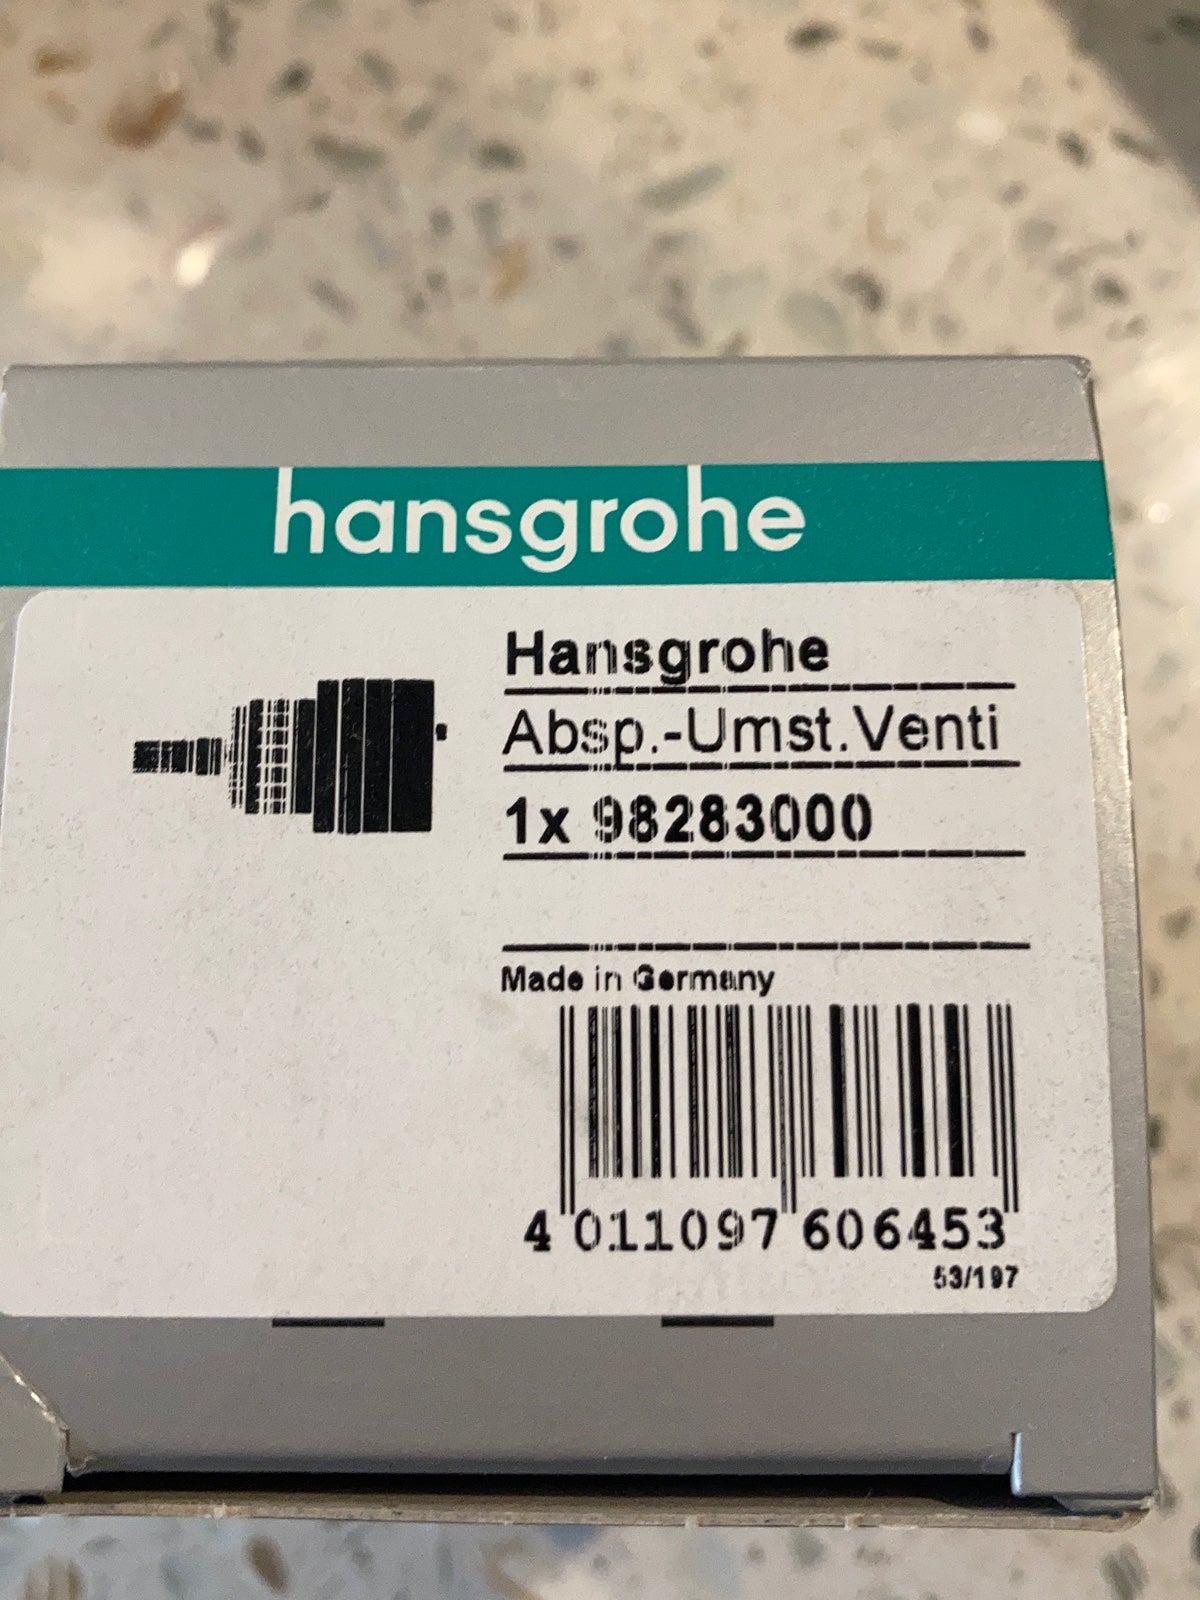 hansgrohe
Hansgrohe
Absp.-Umst.Venti
1x 98283000
Made in Germany
4 011097 606453
53/197